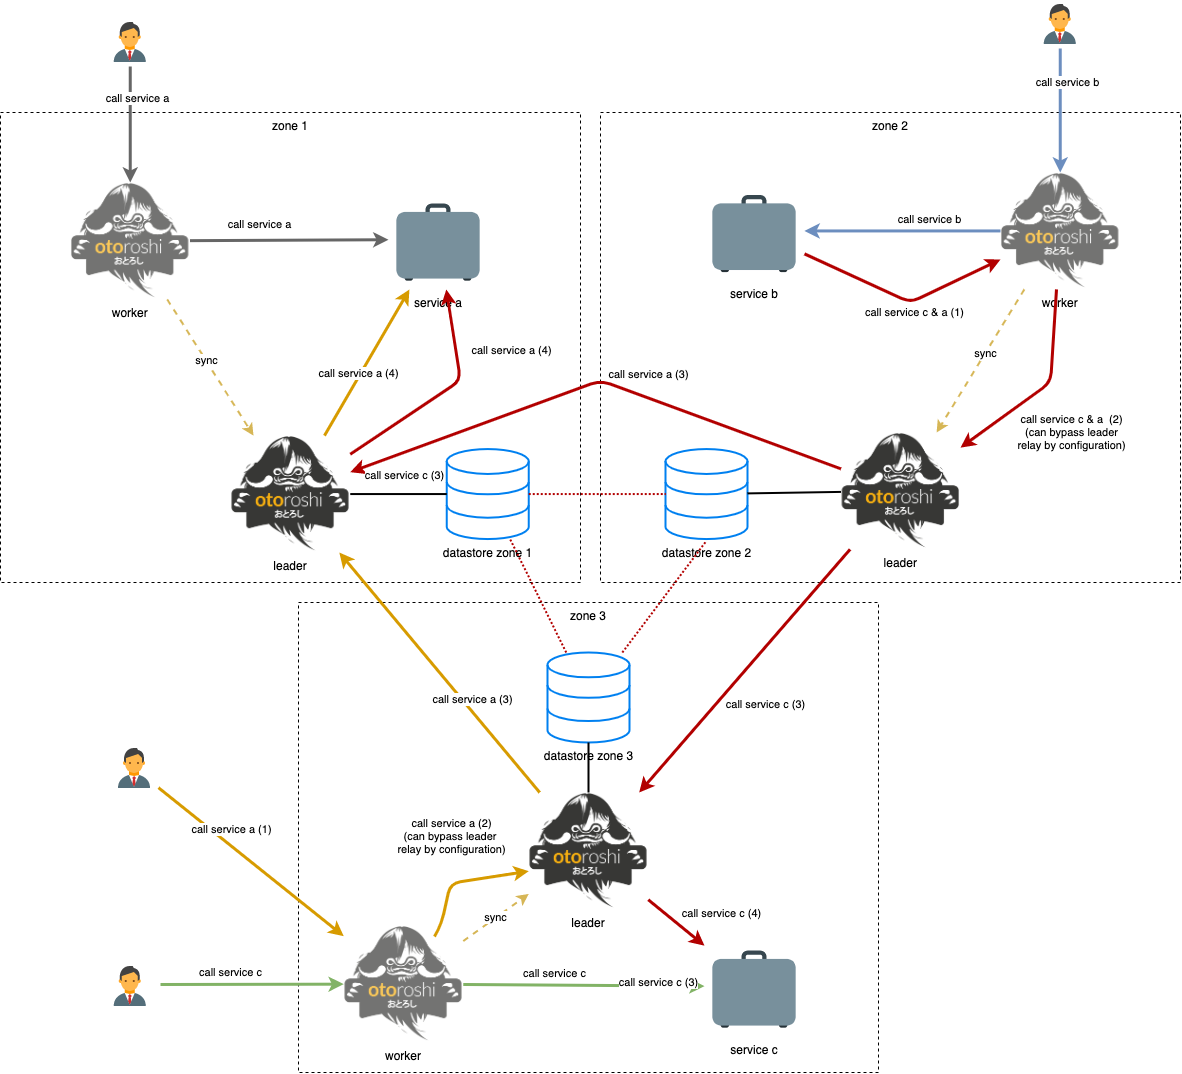 call service a
call service b
zone 1
zone 2
otoroshi
おとろし
worker
call service a
service a
call service b
service b
otoroshi
おとろし
worker
call service c & a (1)
sync
call service a (4)
call service a (4)
call service a (3)
sync
call service c & a  (2)
(can bypass leader
relay by configuration)
call service c (3)
otoroshi
おとろし
leader
datastore zone 1
datastore zone 2
otoroshi
おとろし
leader
zone 3
call service a (3)
call service c (3)
datastore zone 3
call service a (1)
call service a (2)
(can bypass leader
relay by configuration)
otoroshi
おとろし
leader
sync
call service c (4)
call service c
otoroshi
おとろし
worker
call service c
call service c (3)
service c